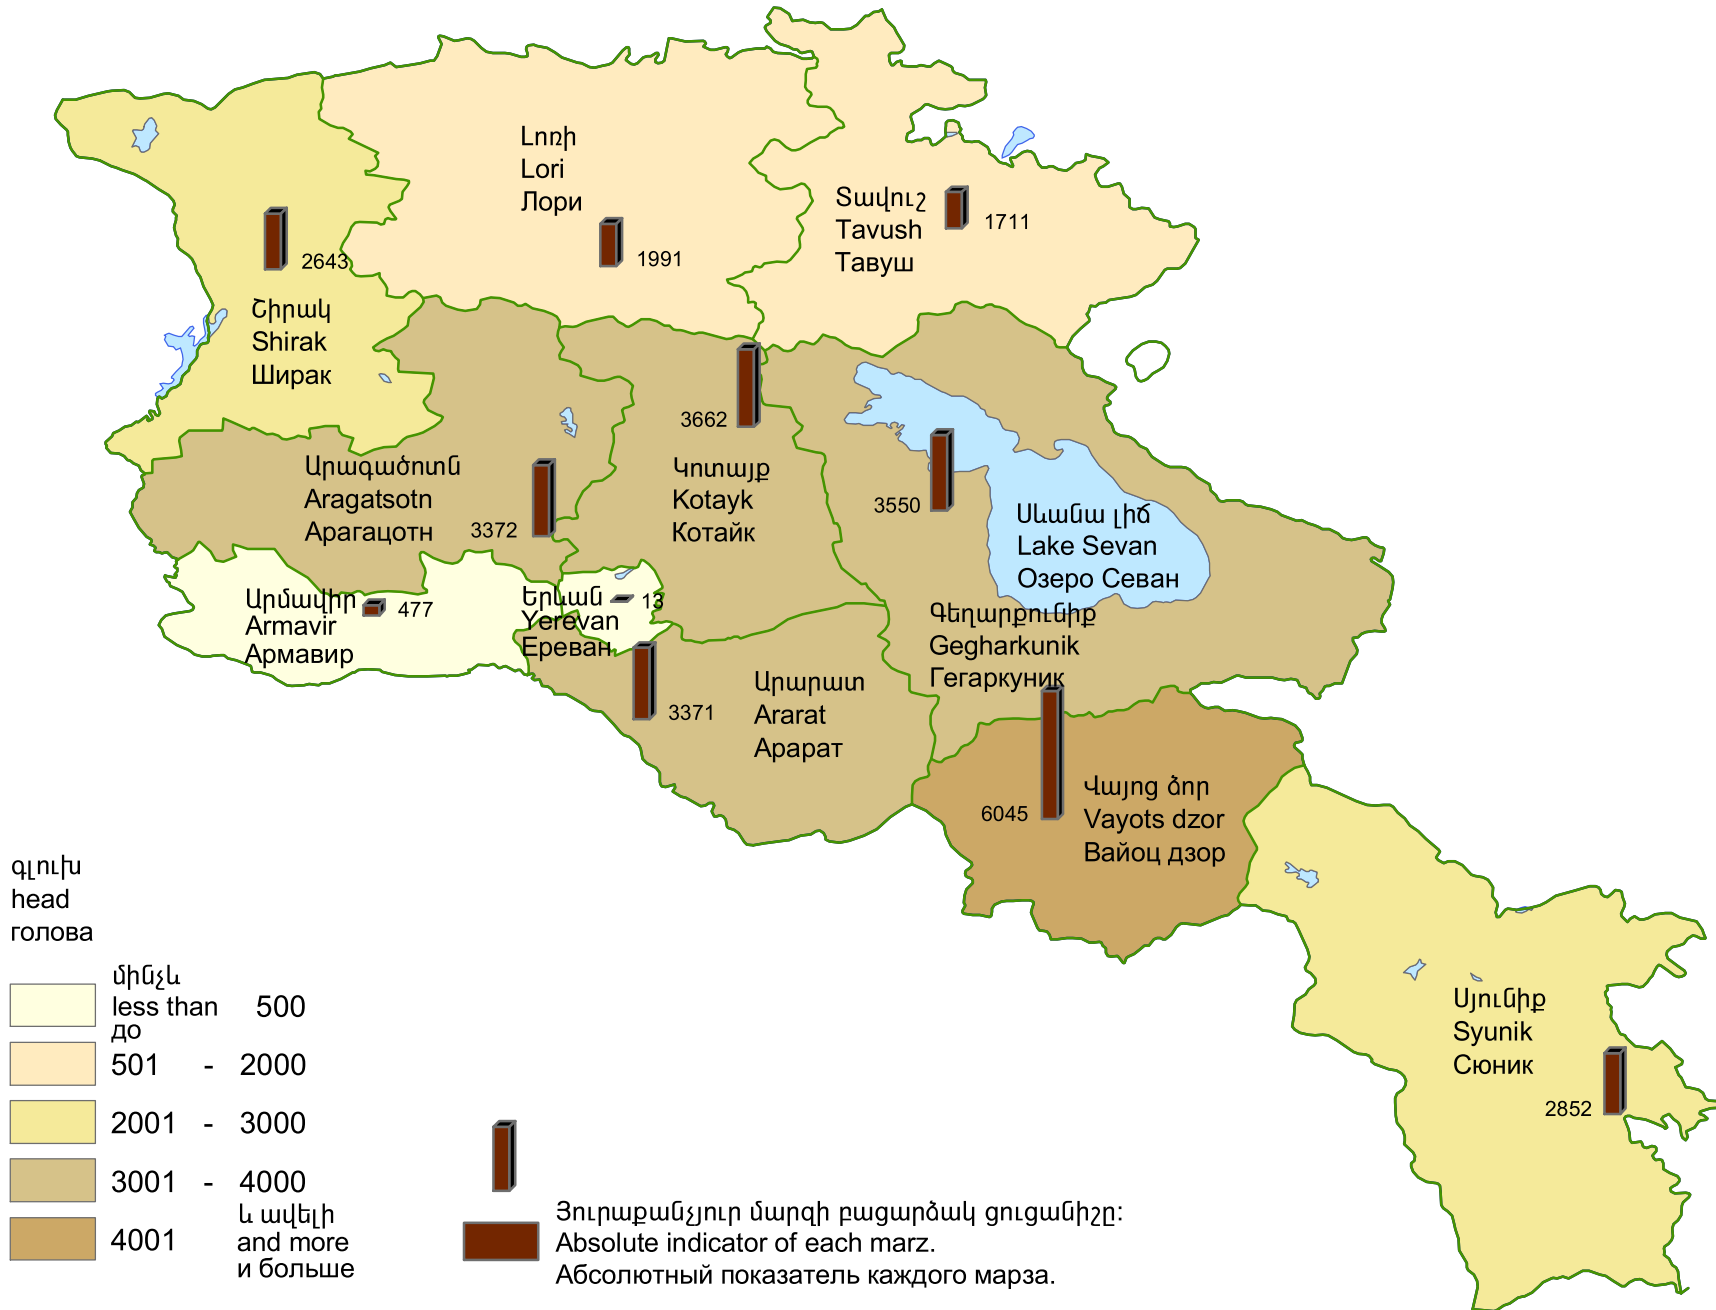 Լոռի
Lori
Лори
1991
Տավուշ
Tavush
Тавуш
1711
2643
Շիրակ
Shirak
Ширак
3662
Կոտայք
Kotayk
Котайк
Արագածոտն
Aragatsotn
Арагацотн
3372
3550
Սևանա լիճ
Lake Sevan
Озеро Севан
Արմավիր
Armavir
Армавир
477
Երևան
Yerevan
Ереван
13
Գեղարքունիք
Gegharkunik
Гегаркуник
3371
Արարատ
Ararat
Арарат
6045
Վայոց ձոր
Vayots dzor
Вайоц дзор
Սյունիք
Syunik
Сюник
2852
գլուխ
head
голова
մինչև
less than 500
до
501 - 2000
2001 - 3000
3001 - 4000
և ավելի
4001 and more
и больше
Յուրաքանչյուր մարզի բացարձակ ցուցանիշը:
Absolute indicator of each marz.
Абсолютный показатель каждого марза.